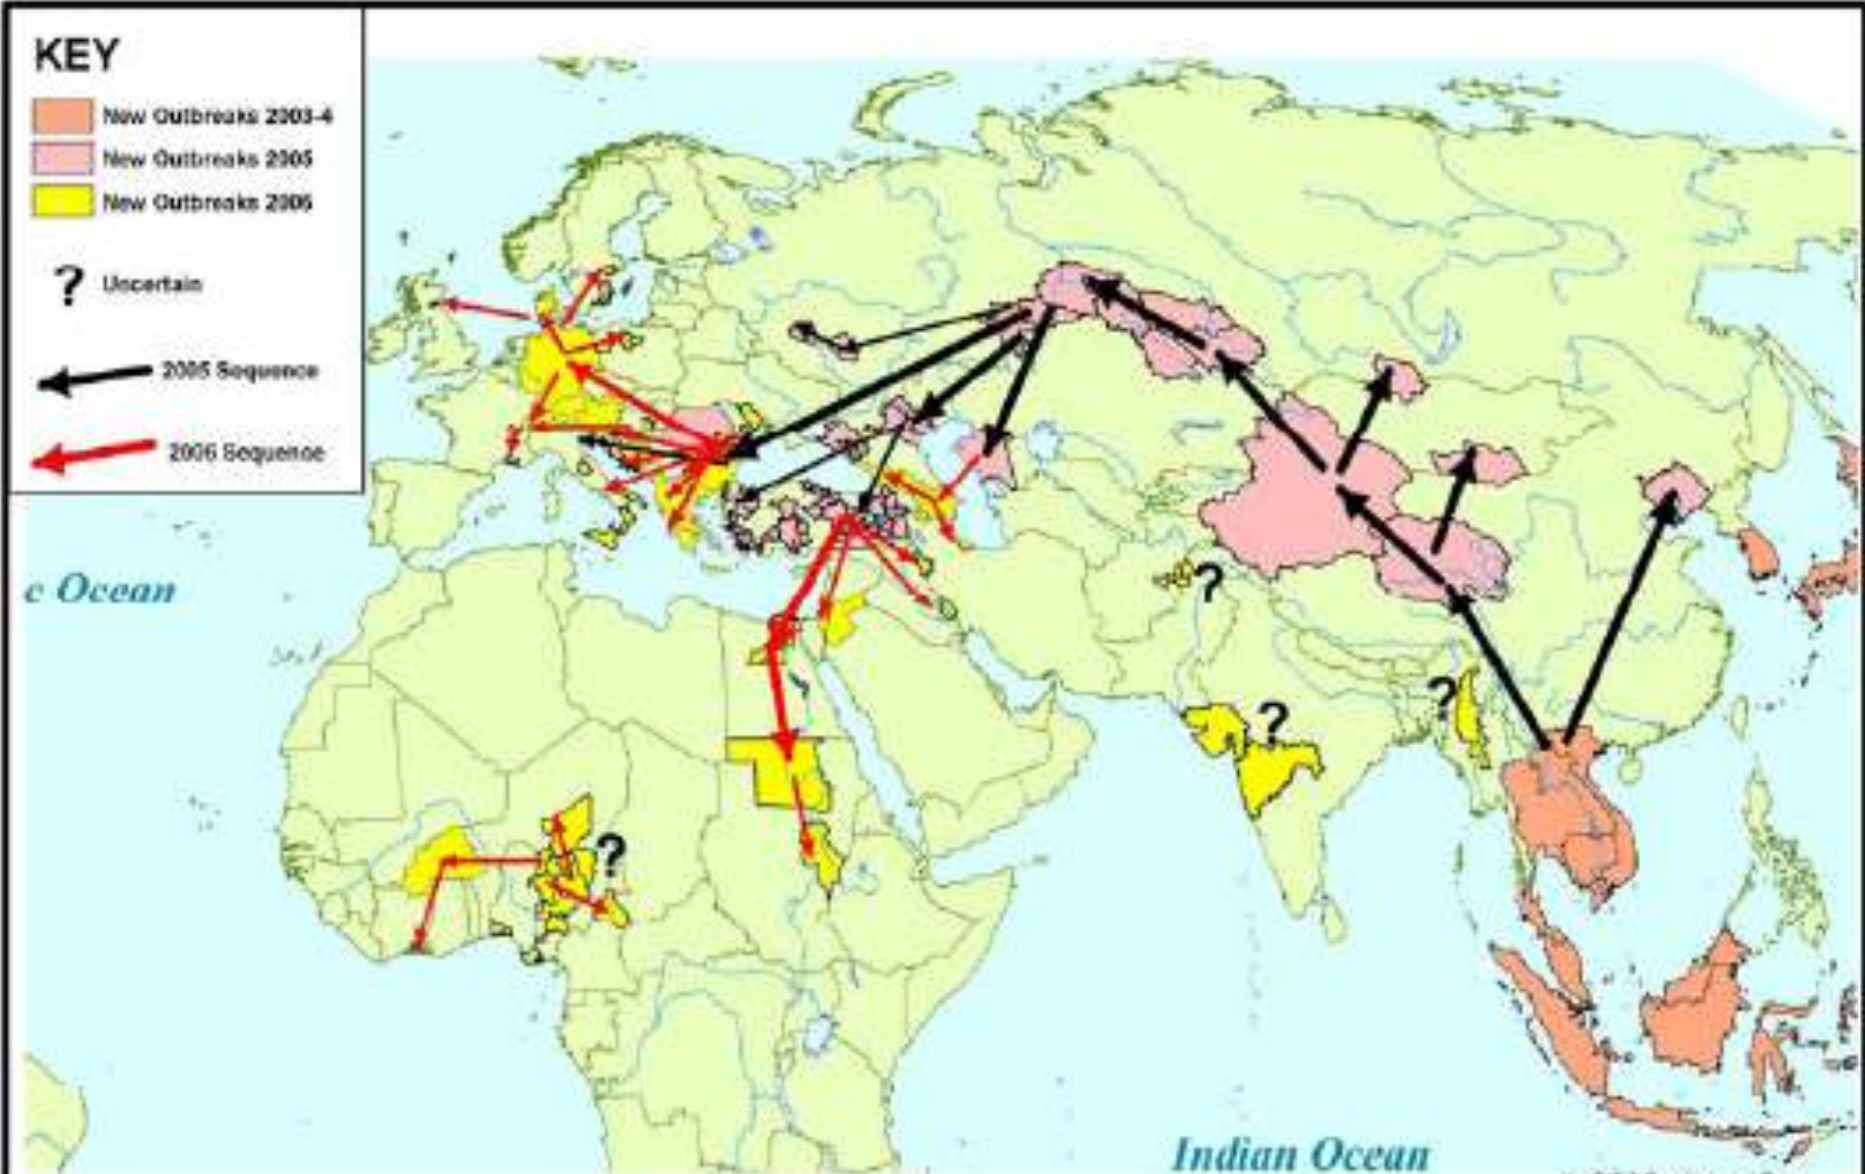 KEY
New Outbreaks 2003-4
New Outbreaks 2005
New Outbreaks 2006
? Uncertain
2005 Sequence
2006 Sequence
c Ocean
?
?
?
?
Indian Ocean